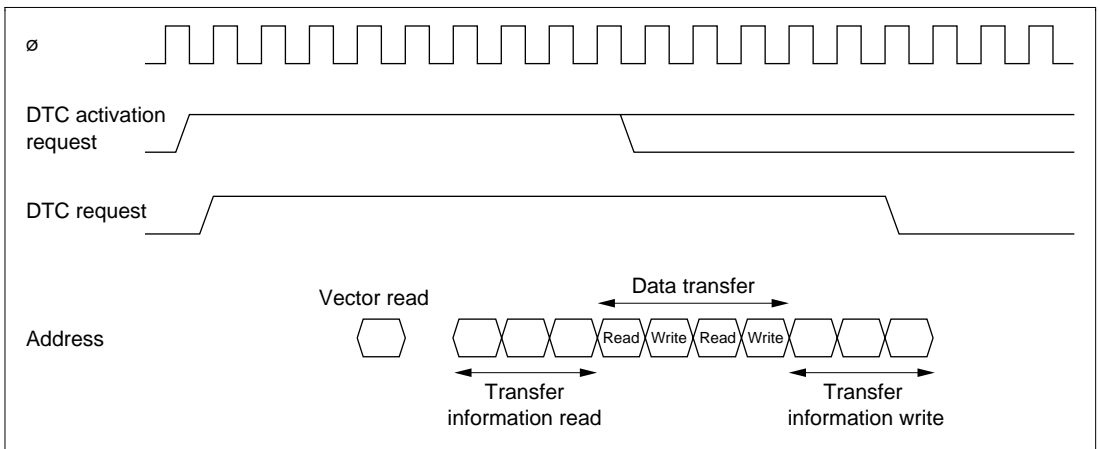 ø
DTC activation
request
DTC request
Data transfer
Vector read
Address
Read Write Read Write
Transfer
information read
Transfer
information write